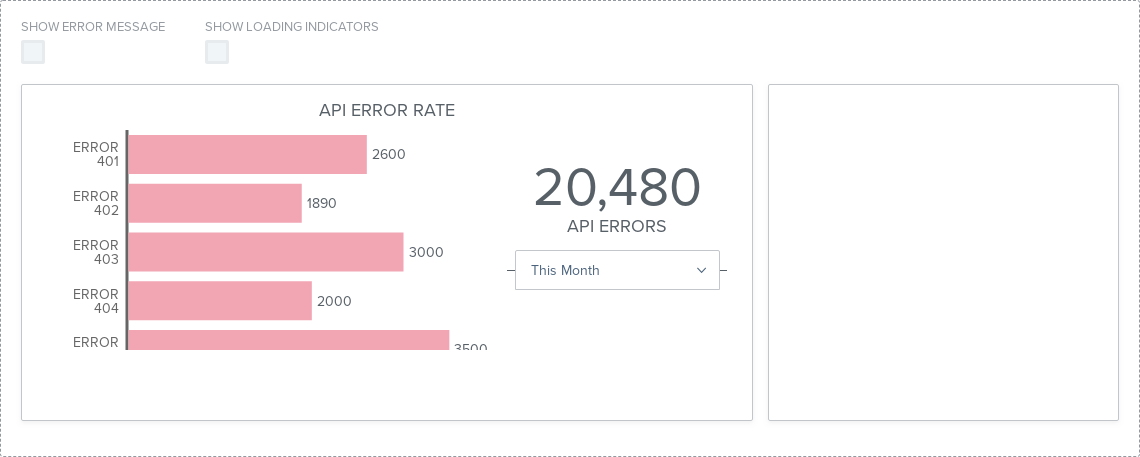 SHOW ERROR MESSAGE
SHOW LOADING INDICATORS
API ERROR RATE
ERROR
401
2600
ERROR
402
1890
ERROR
403
3000
ERROR
404
2000
ERROR
3500
20,480
API ERRORS
This Month